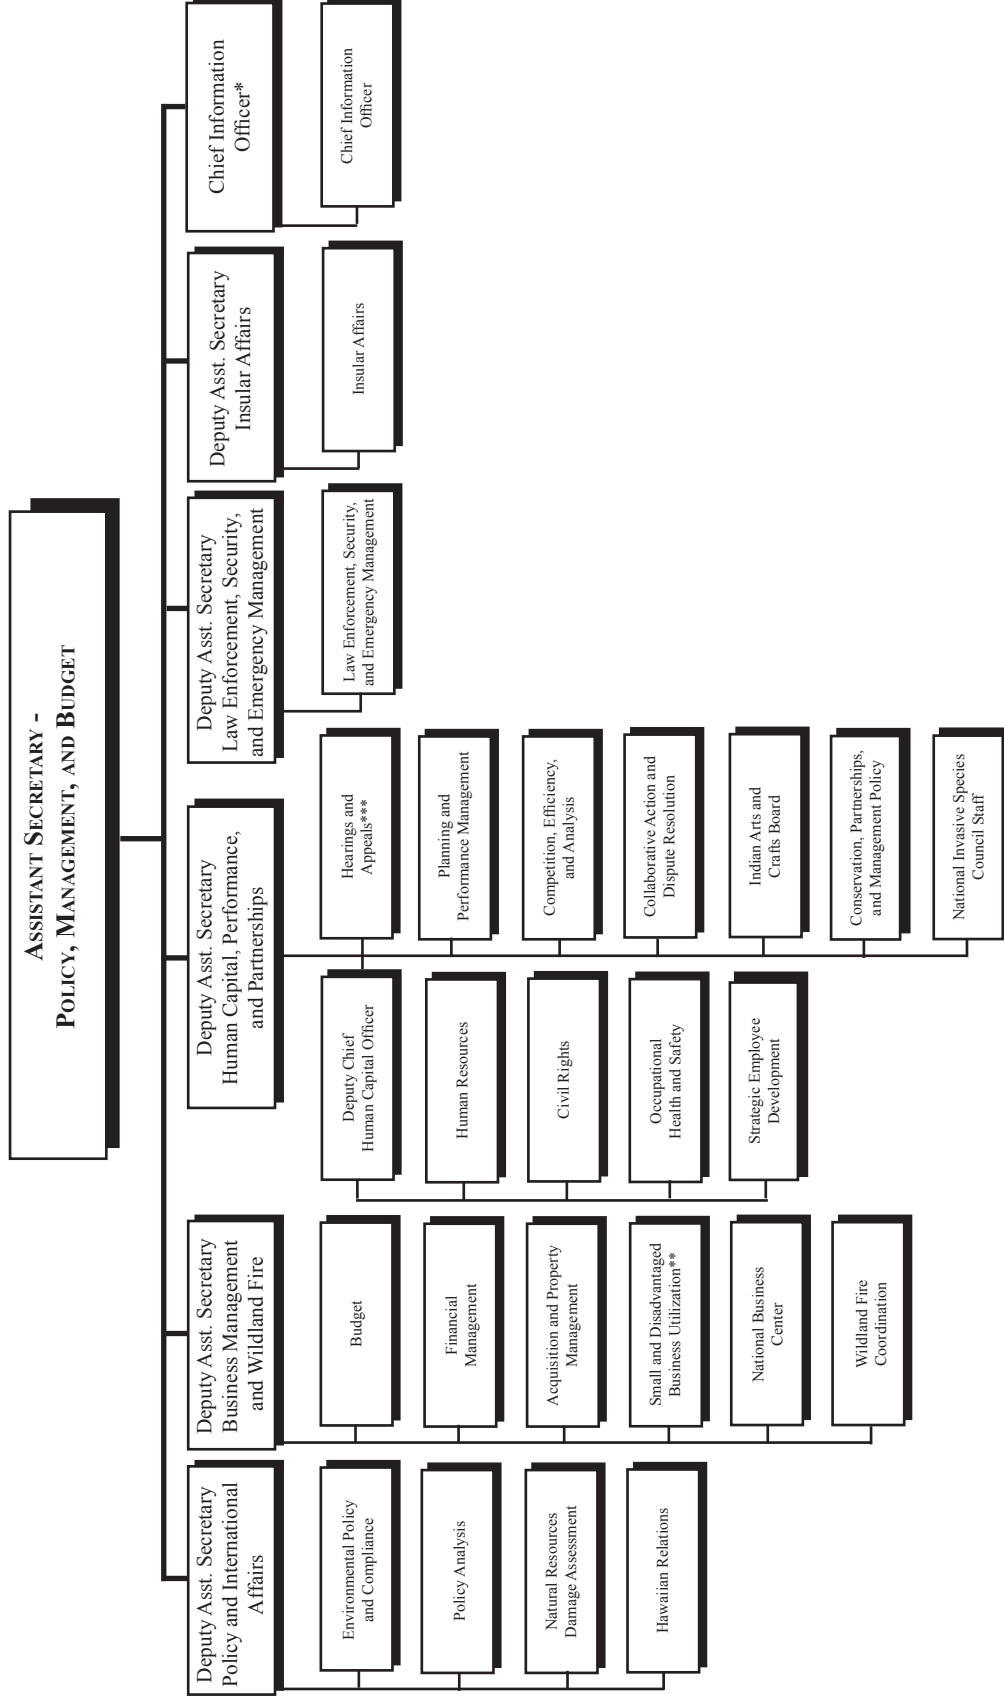 ASSISTANT SECRETARY -
POLICY, MANAGEMENT, AND BUDGET
Deputy Asst. Secretary
Policy and International
Affairs
Environmental Policy
and Compliance
Policy Analysis
Natural Resources
Damage Assessment
Hawaiian Relations
Deputy Asst. Secretary
Business Management
and Wildland Fire
Budget
Financial
Management
Acquisition and Property
Management
Small and Disadvantaged
Business Utilization**
National Business
Center
Wildland Fire
Coordination
Deputy Asst. Secretary
Human Capital, Performance,
and Partnerships
Deputy Chief
Human Capital Officer
Human Resources
Civil Rights
Occupational
Health and Safety
Strategic Employee
Development
Hearings and
Appeals***
Planning and
Performance Management
Competition, Efficiency,
and Analysis
Collaborative Action and
Dispute Resolution
Indian Arts and
Crafts Board
Conservation, Partnerships,
and Management Policy
National Invasive Species
Council Staff
Deputy Asst. Secretary
Law Enforcement, Security,
and Emergency Management
Law Enforcement, Security,
and Emergency Management
Deputy Asst. Secretary
Insular Affairs
Insular Affairs
Chief Information
Officer*
Chief Information
Officer